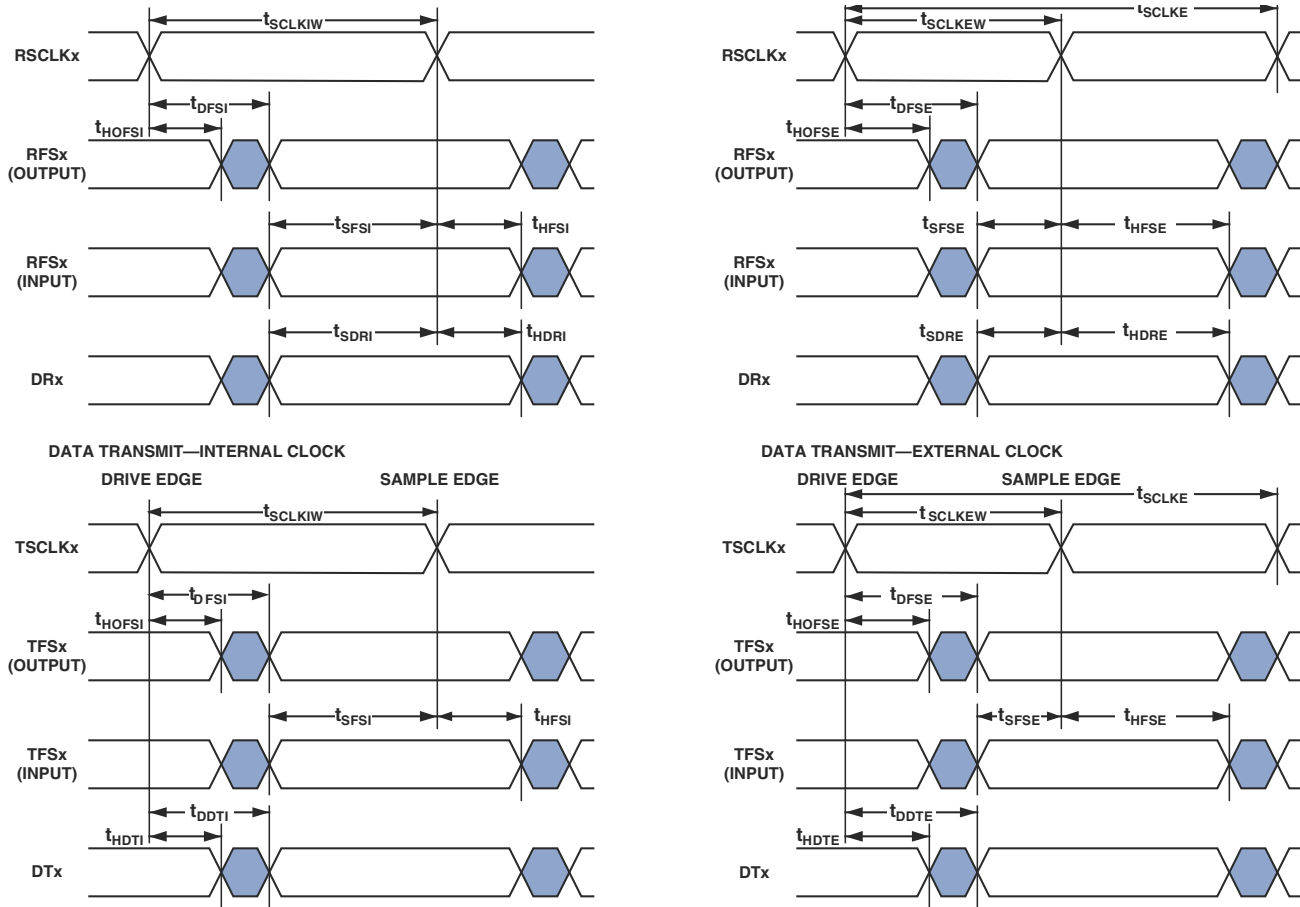 tSCLKIW
RSCLKx
tDFSI
tHOFSI
RFSx
(OUTPUT)
tSFSI
tHFSI
RFSx
(INPUT)
tSDRI
tHDRI
DRx
tSCLKE
tSCLKEW
RSCLKx
tDFSE
tHOFSE
RFSx
(OUTPUT)
tSFSE
tHFSE
RFSx
(INPUT)
tSDRE
tHDRE
DRx
DATA TRANSMIT—INTERNAL CLOCK
DRIVE EDGE
SAMPLE EDGE
tSCLKIW
TSCLKx
tDFSI
tHOFSI
TFSx
(OUTPUT)
tSFSI
tHFSI
TFSx
(INPUT)
tDDTI
tHDTI
DTx
DATA TRANSMIT—EXTERNAL CLOCK
DRIVE EDGE
SAMPLE EDGE
tSCLKE
tSCLKEW
TSCLKx
tDFSE
tHOFSE
TFSx
(OUTPUT)
tSFSE
tHFSE
TFSx
(INPUT)
tDDTE
tHDTE
DTx